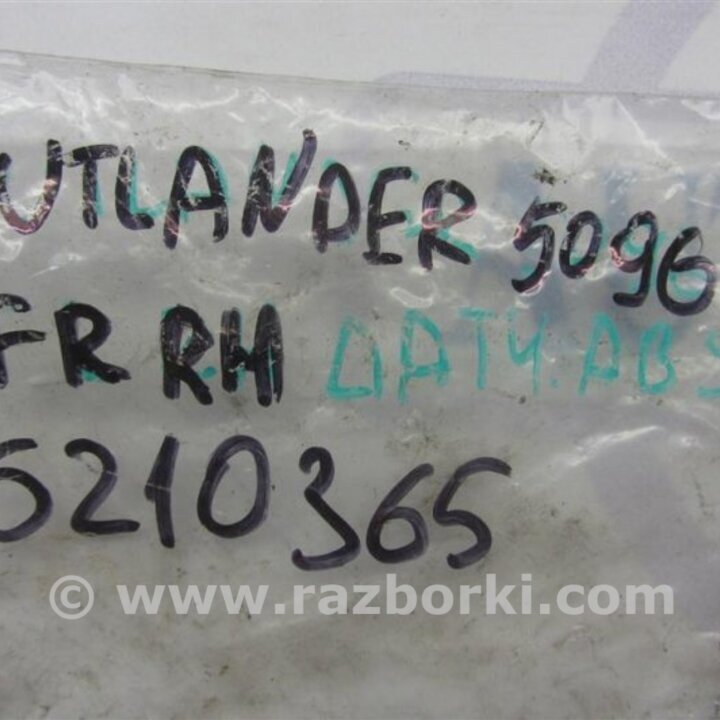 UTLANDER 5096
FR RH ДАТЧ.ABS
5210365
© www.razborki.com